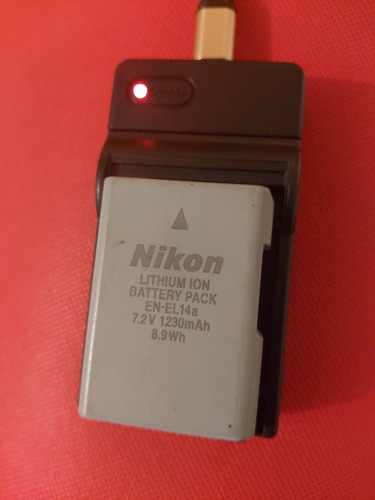 Nikon
LITHIUM ION
BATTERY PACK
EN-EL14a
7.2V 1230mAh
8.9Wh